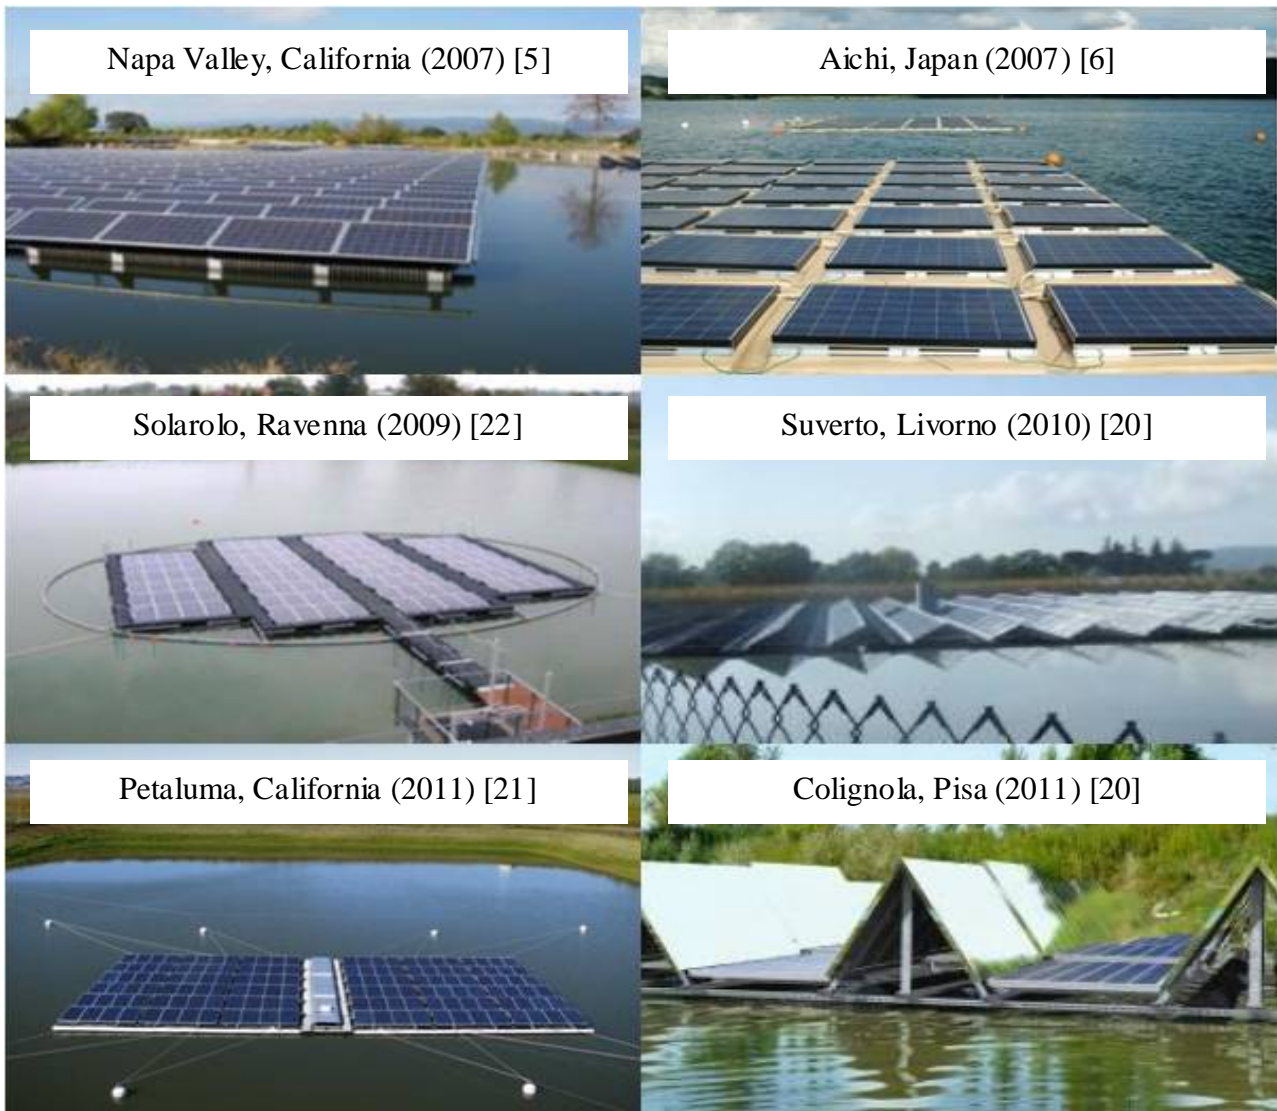 Napa Valley, California (2007) [5]
Aichi, Japan (2007) [6]
Solarolo, Ravenna (2009) [22]
Suverto, Livorno (2010) [20]
Petaluma, California (2011) [21]
Colignola, Pisa (2011) [20]